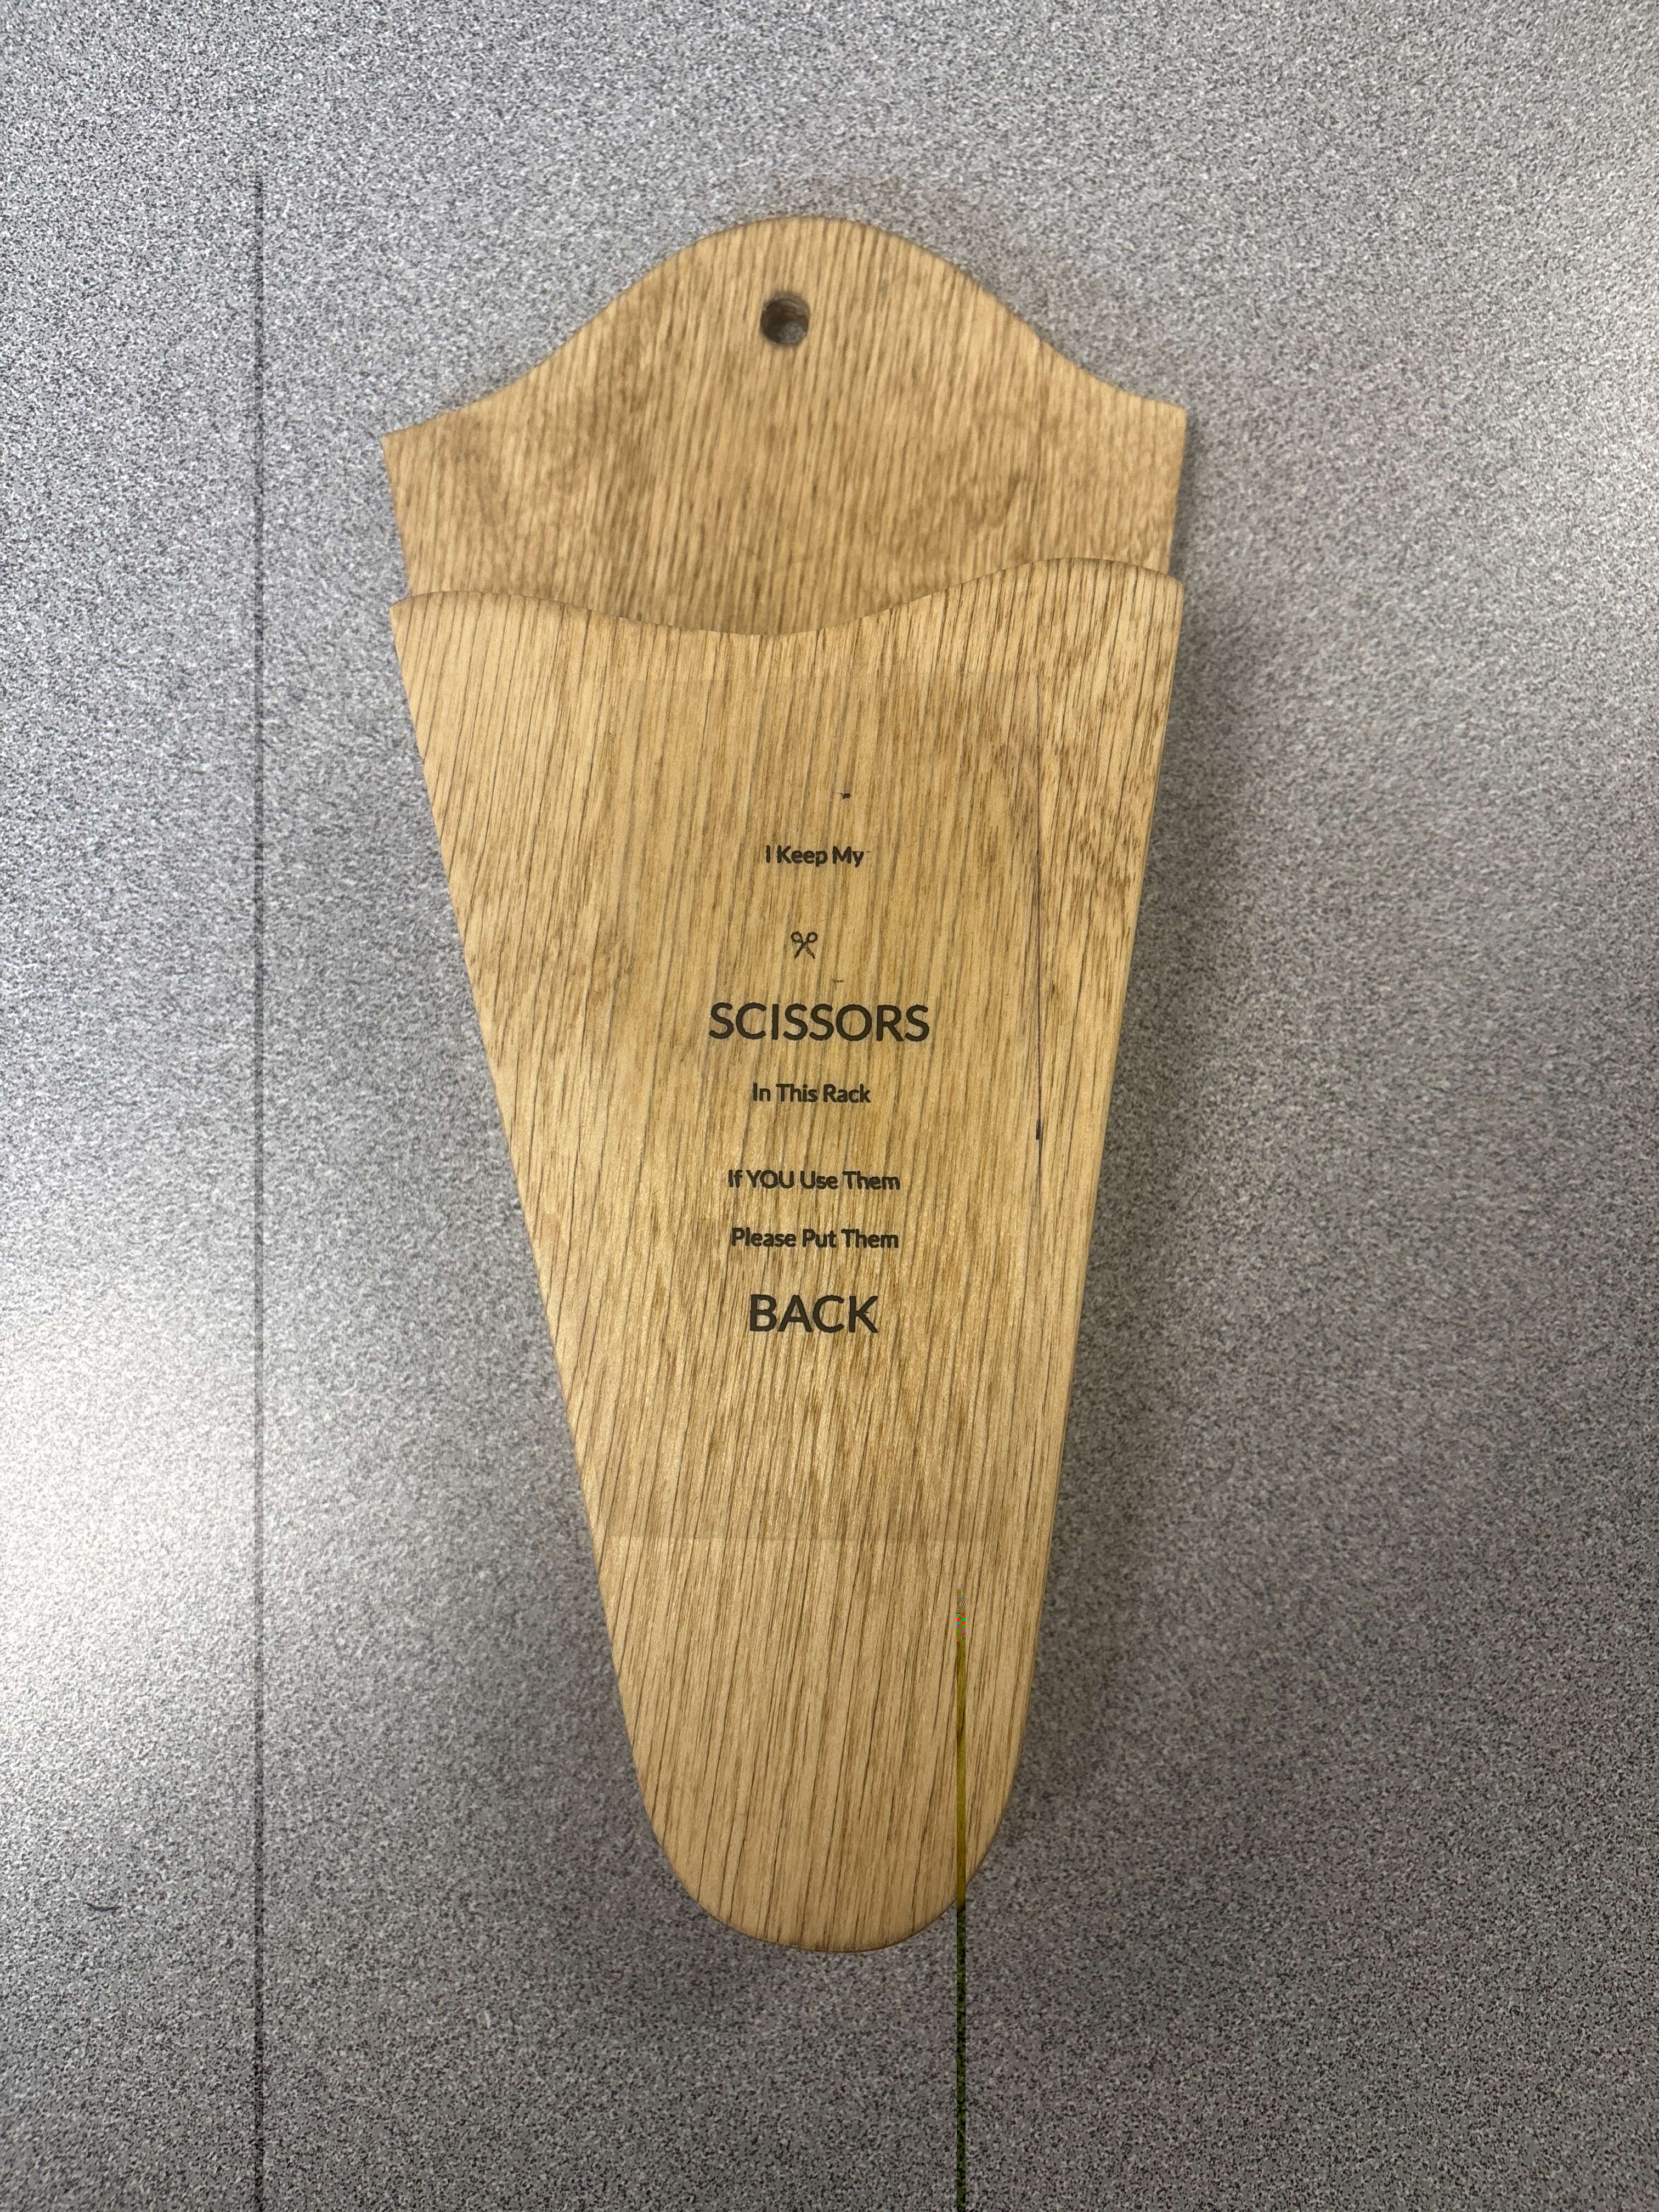 I Keep My
SCISSORS
In This Rack
If YOU Use Them
Please Put Them
BACK